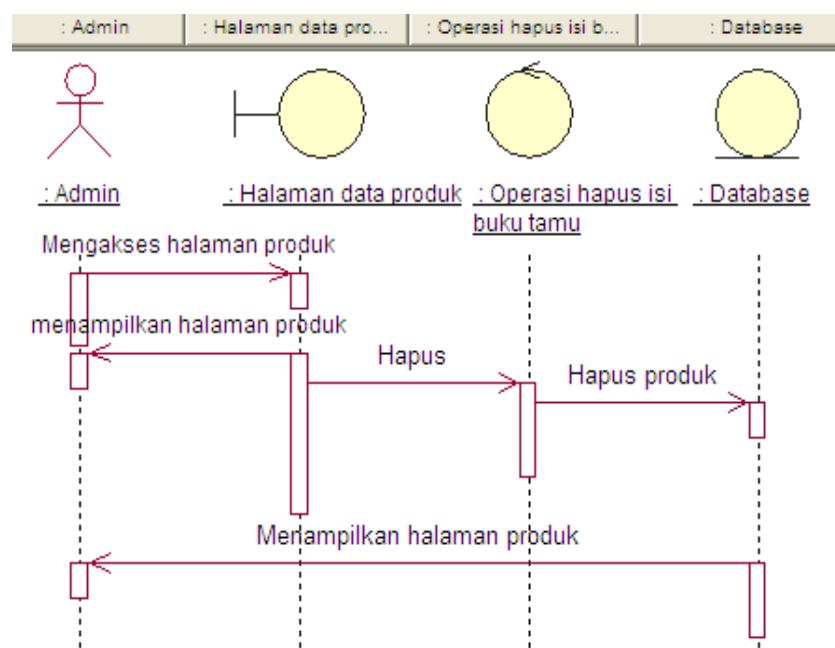 : Admin
: Halaman data pro...
: Operasi hapus isi b...
: Database
: Admin
: Halaman data produk
: Operasi hapus isi
buku tamu
: Database
Mengakses halaman produk
menampilkan halaman produk
Hapus
Hapus produk
Menampilkan halaman produk